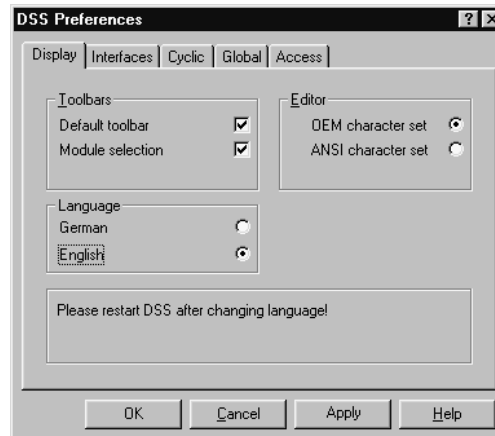 DSS Preferences
Display Interfaces Cyclic Global Access
Toolbars
Default toolbar
Module selection
Editor
OEM character set
ANSI character set
Language
German
English
Please restart DSS after changing language!
OK Cancel Apply Help